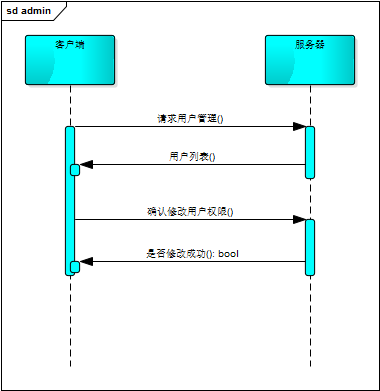 sd admin
客户端
服务器
请求用户管理()
用户列表()
确认修改用户权限()
是否修改成功(): bool